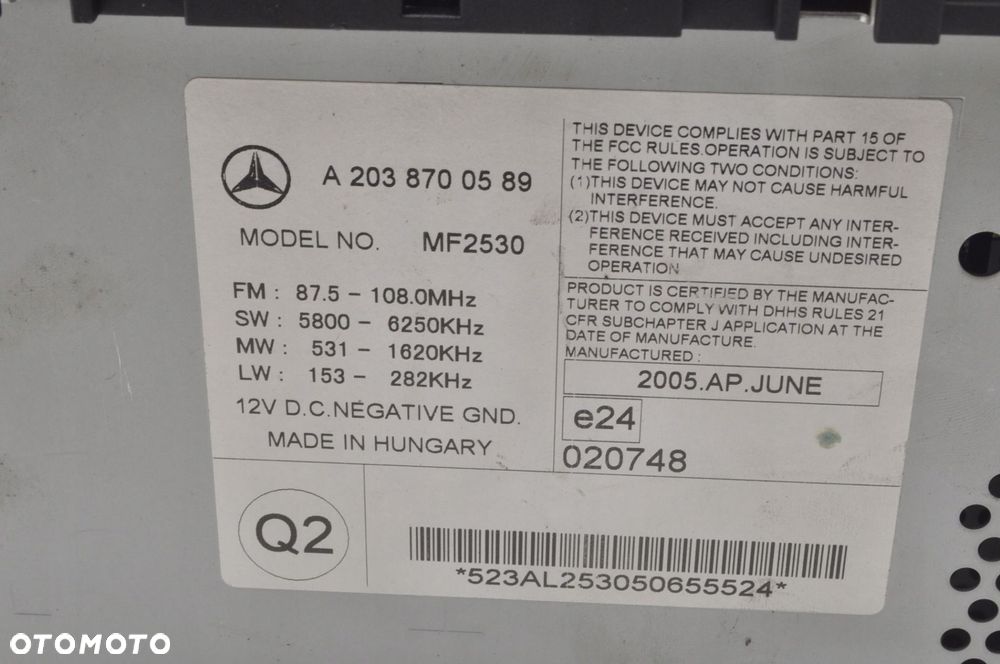 A 203 870 0589
MODEL NO. MF2530
FM : 87.5 – 108.0MHz
SW : 5800 – 6250KHz
MW : 531 – 1620KHz
LW : 153 – 282KHz
12V D.C.NEGATIVE GND.
MADE IN HUNGARY
THIS DEVICE COMPLIES WITH PART 15 OF
THE FCC RULES.OPERATION IS SUBJECT TO
THE FOLLOWING TWO CONDITIONS:
(1)THIS DEVICE MAY NOT CAUSE HARMFUL
INTERFERENCE.
(2)THIS DEVICE MUST ACCEPT ANY INTER-
FERENCE RECEIVED INCLUDING INTER-
FERENCE THAT MAY CAUSE UNDESIRED
OPERATION
PRODUCT IS CERTIFIED BY THE MANUFAC-
TURER TO COMPLY WITH DHHS RULES 21
CFR SUBCHAPTER J APPLICATION AT THE
DATE OF MANUFACTURE.
MANUFACTURED :
2005.AP.JUNE
e24
020748
Q2
*523AL253050655524*
OTOMOTO